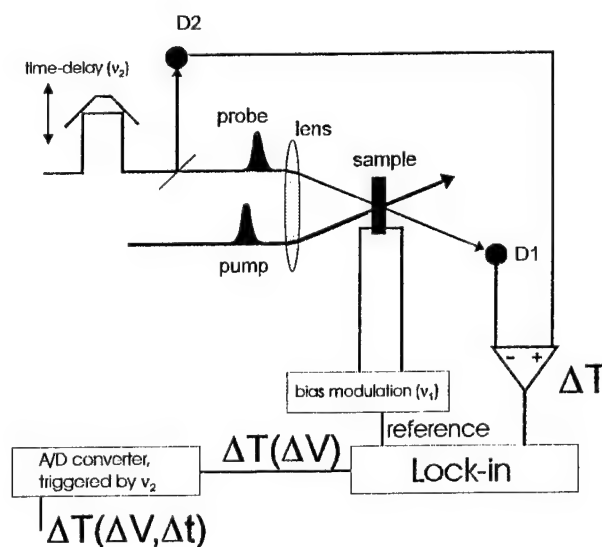 D2
time-delay (ν₂)
probe
lens
sample
pump
D1
- +
ΔT
bias modulation (ν₁)
reference
A/D converter,
triggered by ν₂
ΔT(ΔV)
Lock-in
ΔT(ΔV,Δt)